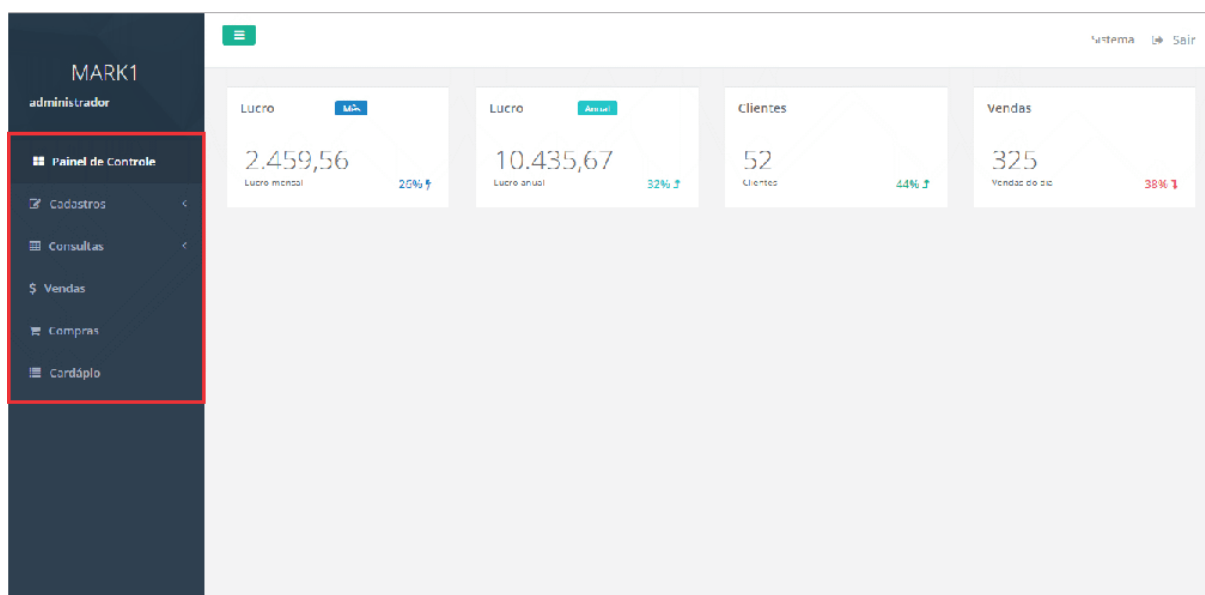 MARK1
administrador
Painel de Controle
Cadastros
Consultas
$ Vendas
Compras
Cardápio
Sistema Sair
Lucro Mês
2.459,56
Lucro mensal 26%
Lucro Anual
10.435,67
Lucro anual 32%
Clientes
52
Clientes 44%
Vendas
325
Vendas do dia 38%